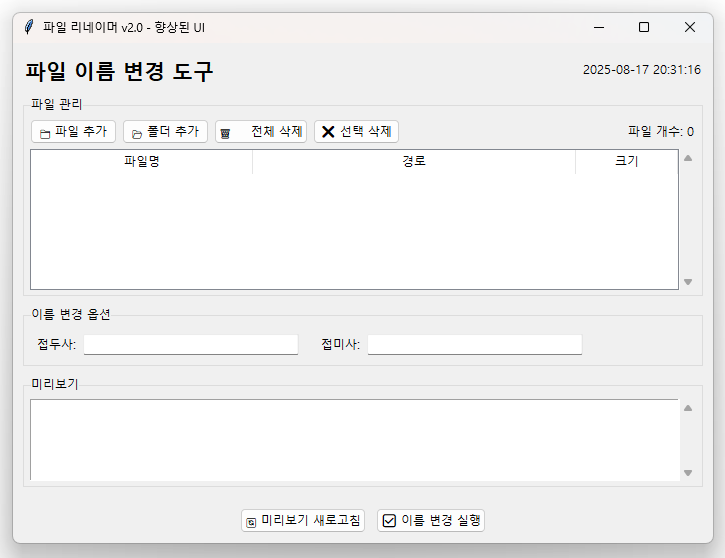 파일 리네이머 v2.0 - 향상된 UI
파일 이름 변경 도구 2025-08-17 20:31:16
파일 관리
파일 추가 폴더 추가 전체 삭제 선택 삭제 파일 개수: 0
파일명 경로 크기
이름 변경 옵션
접두사: 접미사:
미리보기
미리보기 새로고침 이름 변경 실행